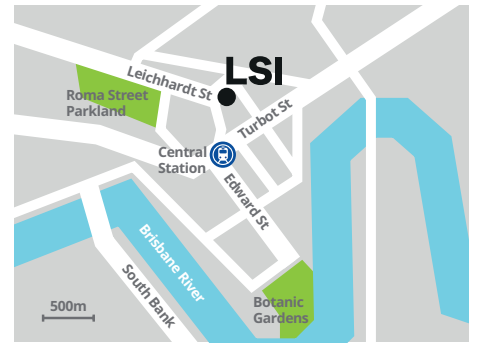 LSI
Leichhardt St
Roma Street
Parkland
Turbot St
Central
Station
Edward St
Brisbane River
South Bank
Botanic
Gardens
500m